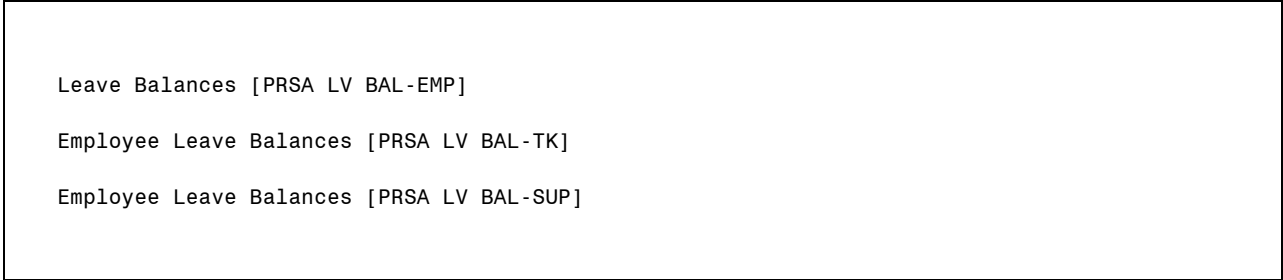 Leave Balances [PRSA LV BAL-EMP]
Employee Leave Balances [PRSA LV BAL-TK]
Employee Leave Balances [PRSA LV BAL-SUP]